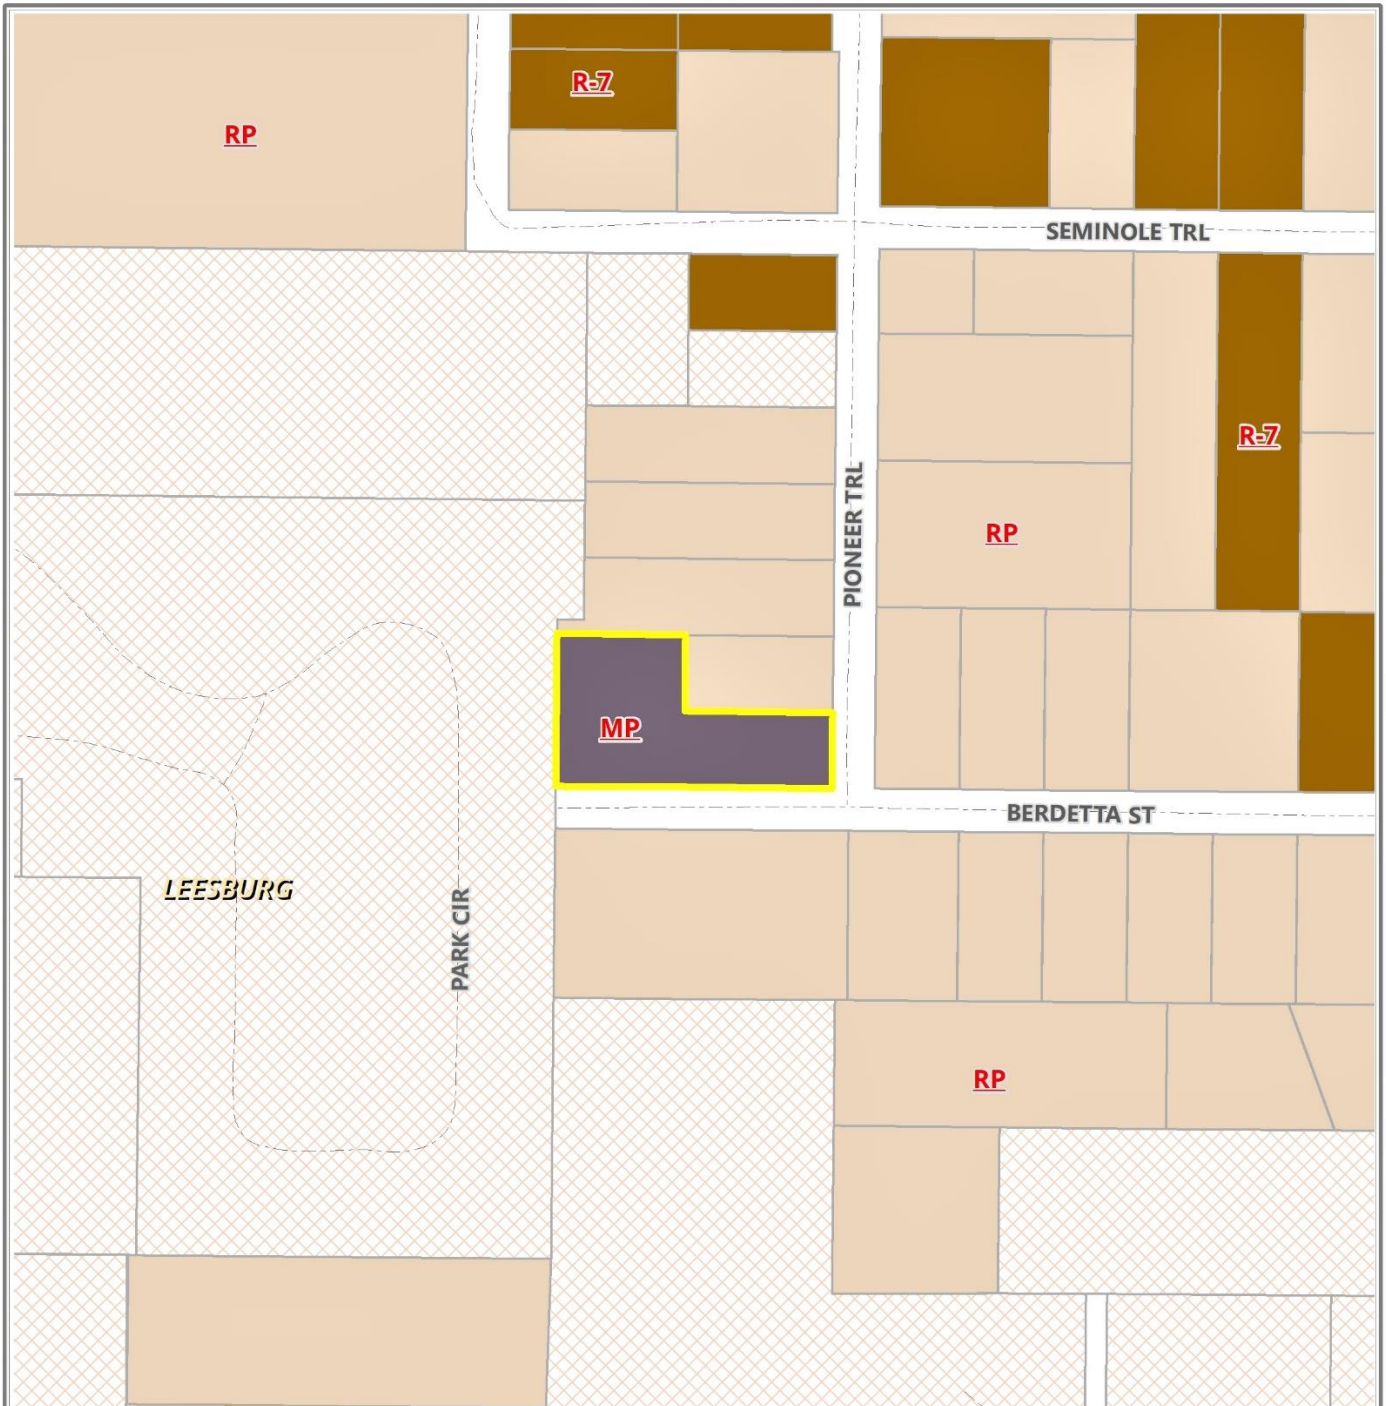 R-7
RP
SEMINOLE TRL
R-7
PIONEER TRL
RP
MP
BERDETTA ST
LEESBURG
PARK CIR
RP